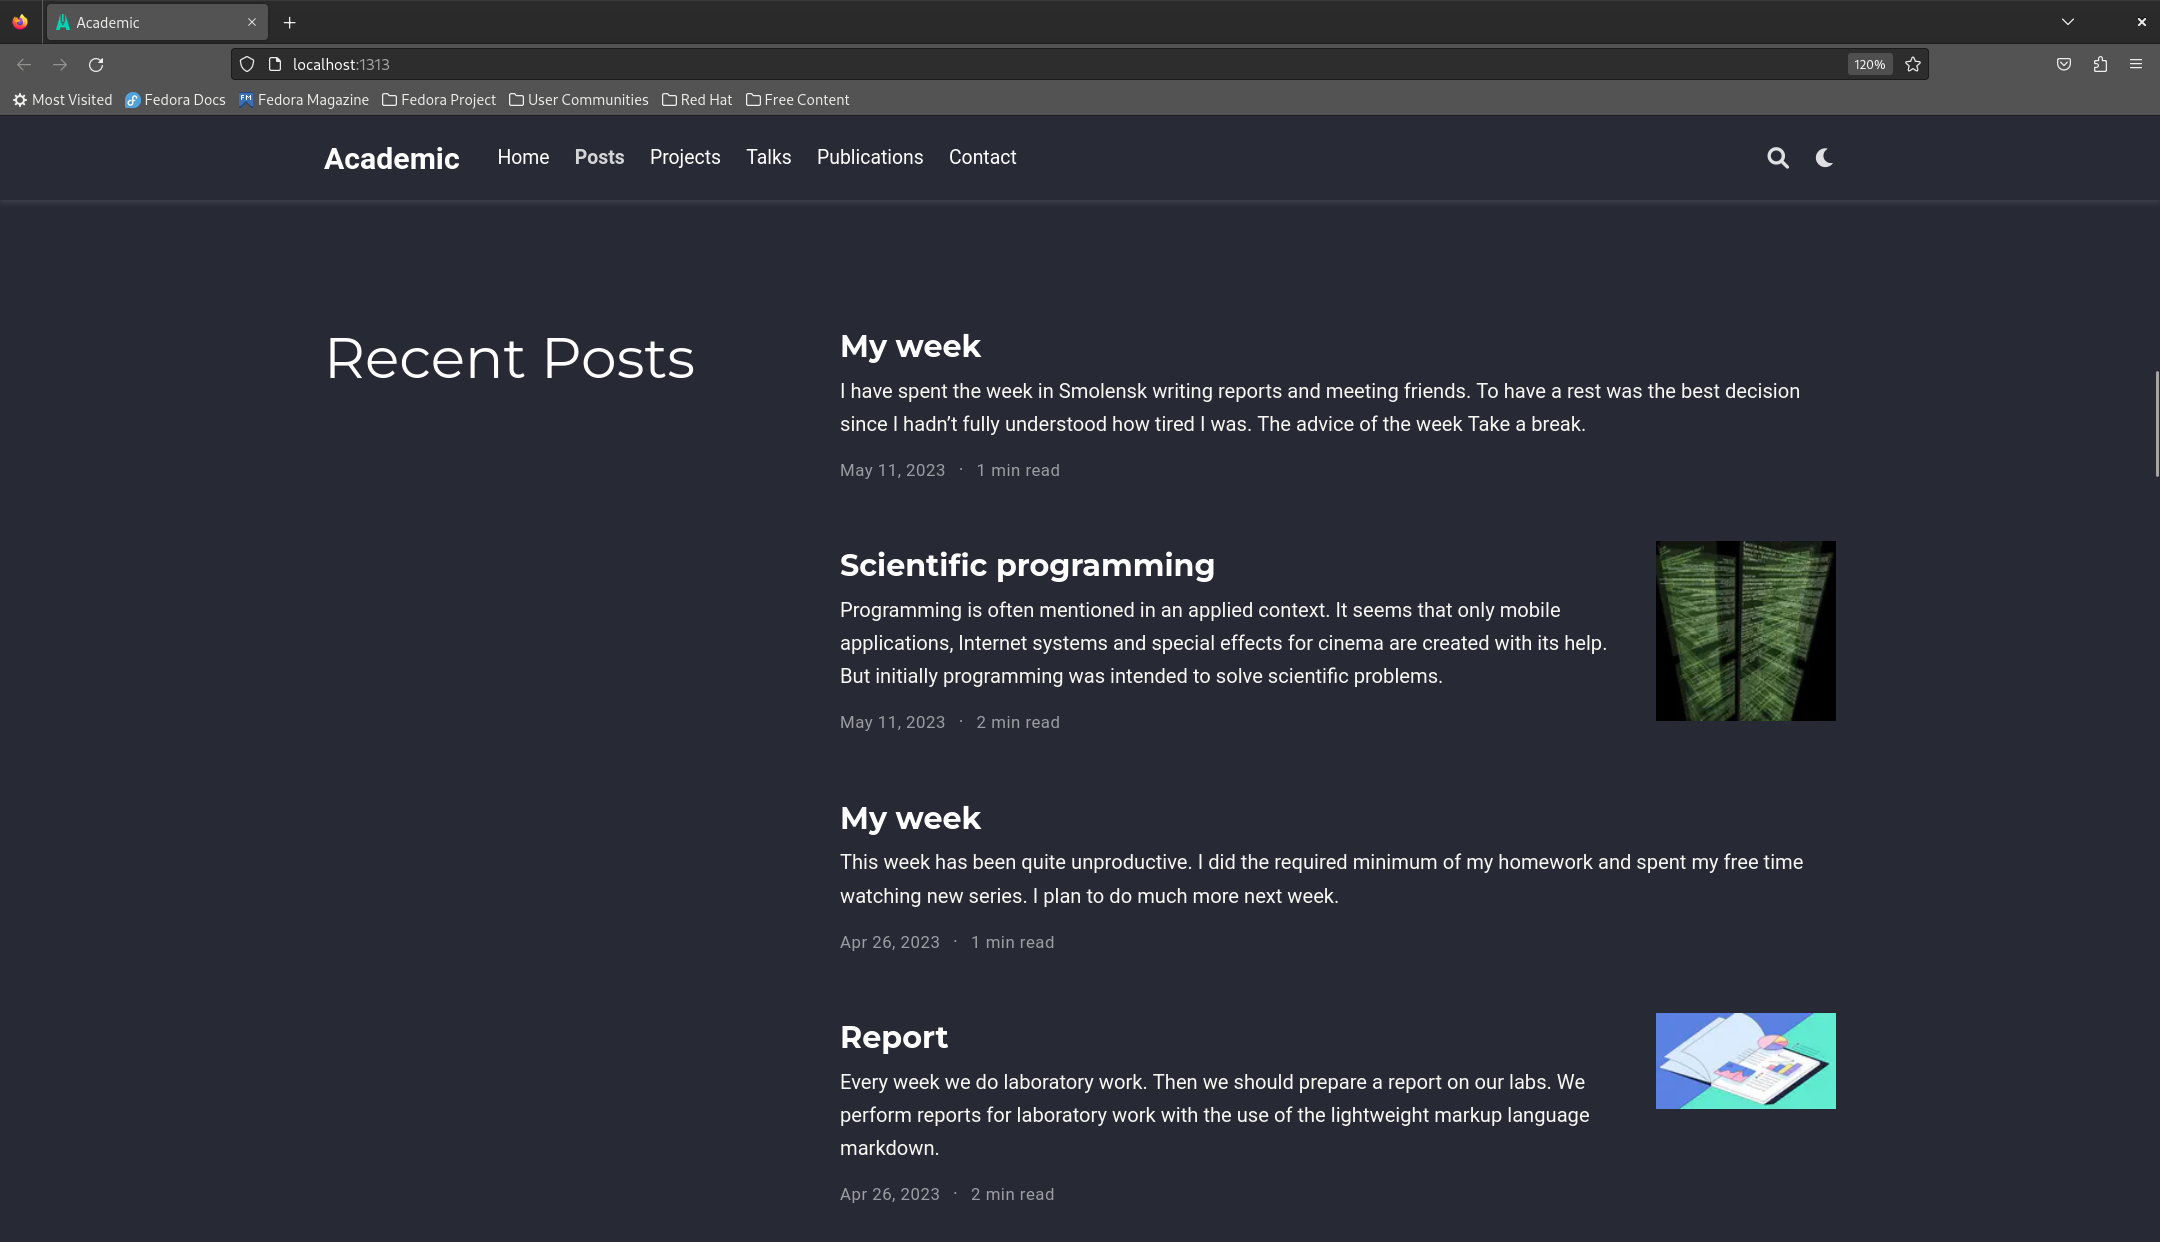 Academic
localhost:1313
120%
Most Visited
Fedora Docs
Fedora Magazine
Fedora Project
User Communities
Red Hat
Free Content
Academic
Home
Posts
Projects
Talks
Publications
Contact
Recent Posts
My week
I have spent the week in Smolensk writing reports and meeting friends. To have a rest was the best decision
since I hadn’t fully understood how tired I was. The advice of the week Take a break.
May 11, 2023 · 1 min read
Scientific programming
Programming is often mentioned in an applied context. It seems that only mobile
applications, Internet systems and special effects for cinema are created with its help.
But initially programming was intended to solve scientific problems.
May 11, 2023 · 2 min read
My week
This week has been quite unproductive. I did the required minimum of my homework and spent my free time
watching new series. I plan to do much more next week.
Apr 26, 2023 · 1 min read
Report
Every week we do laboratory work. Then we should prepare a report on our labs. We
perform reports for laboratory work with the use of the lightweight markup language
markdown.
Apr 26, 2023 · 2 min read